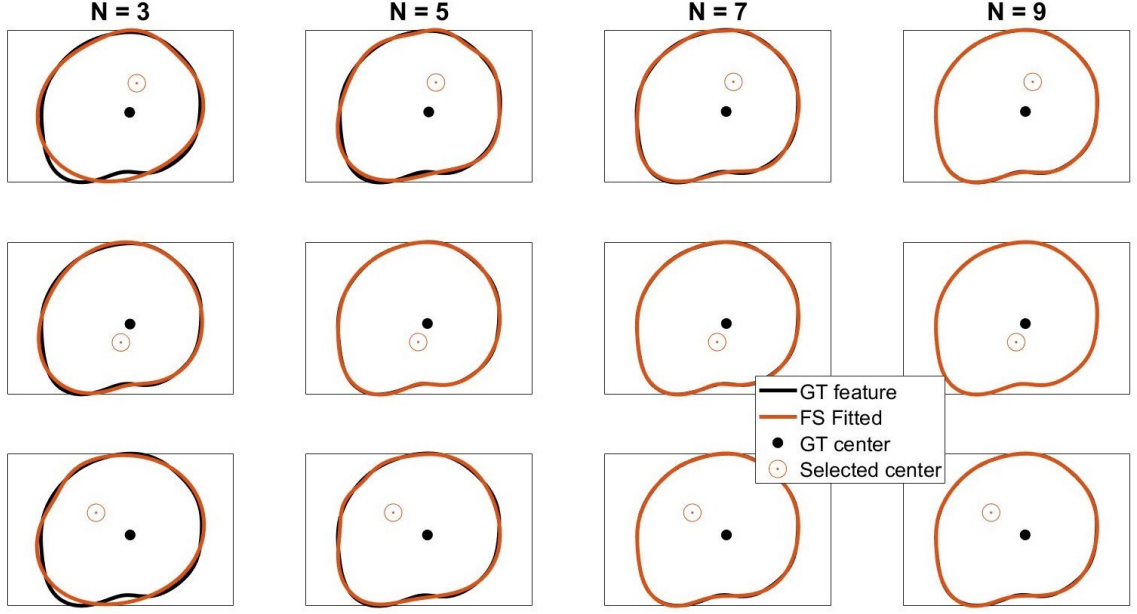 N = 3
N = 5
N = 7
N = 9
GT feature
FS Fitted
GT center
Selected center